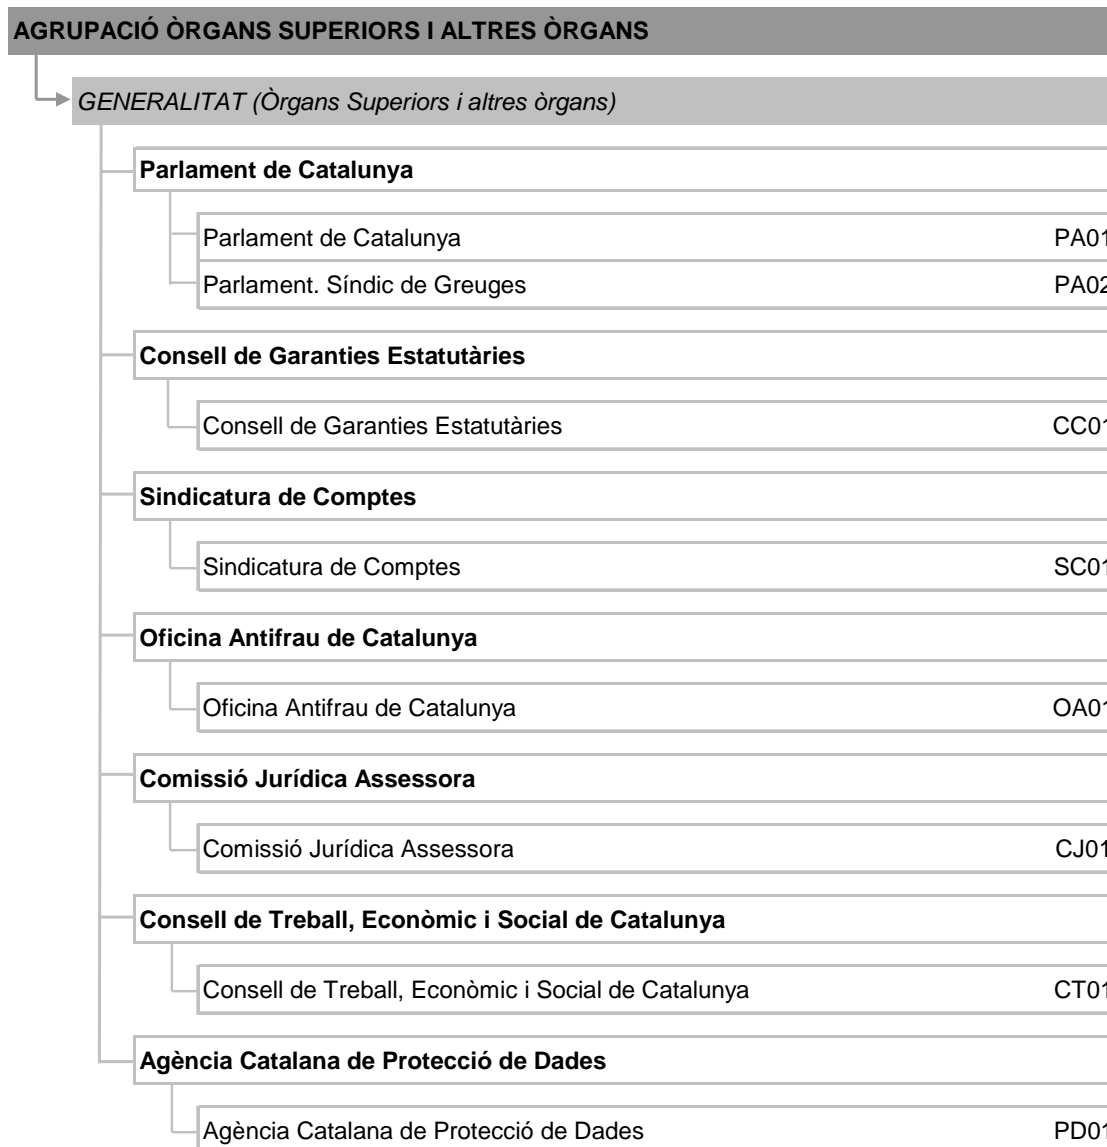 AGRUPACIÓ ÒRGANS SUPERIORS I ALTRES ÒRGANS
GENERALITAT (Òrgans Superiors i altres òrgans)
Parlament de Catalunya
Parlament de Catalunya PA01
Parlament. Síndic de Greuges PA02
Consell de Garanties Estatutàries
Consell de Garanties Estatutàries CC01
Sindicatura de Comptes
Sindicatura de Comptes SC01
Oficina Antifrau de Catalunya
Oficina Antifrau de Catalunya OA01
Comissió Jurídica Assessora
Comissió Jurídica Assessora CJ01
Consell de Treball, Econòmic i Social de Catalunya
Consell de Treball, Econòmic i Social de Catalunya CT01
Agència Catalana de Protecció de Dades
Agència Catalana de Protecció de Dades PD01